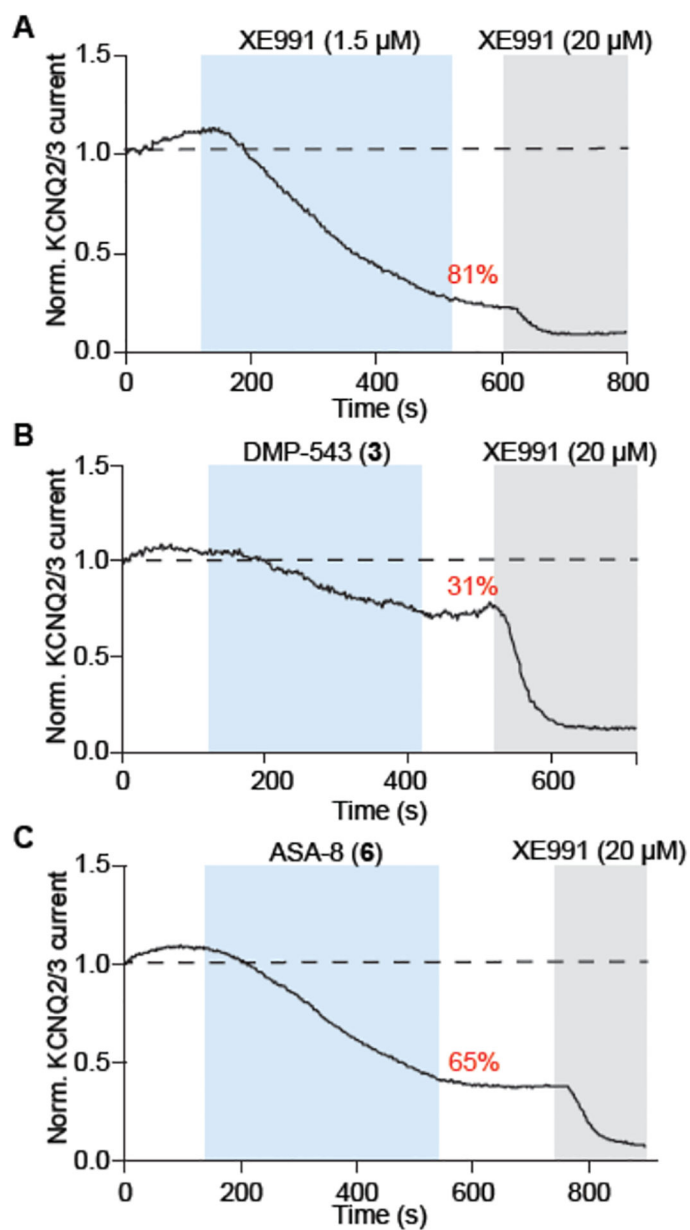 A
XE991 (1.5 µM) XE991 (20 µM)
Norm. KCNQ2/3 current
1.5
1.0
0.5
0.0
81%
0 200 400 600 800
Time (s)
B
DMP-543 (3) XE991 (20 µM)
Norm. KCNQ2/3 current
1.5
1.0
0.5
0.0
31%
0 200 400 600
Time (s)
C
ASA-8 (6) XE991 (20 µM)
Norm. KCNQ2/3 current
1.5
1.0
0.5
0.0
65%
0 200 400 600 800
Time (s)